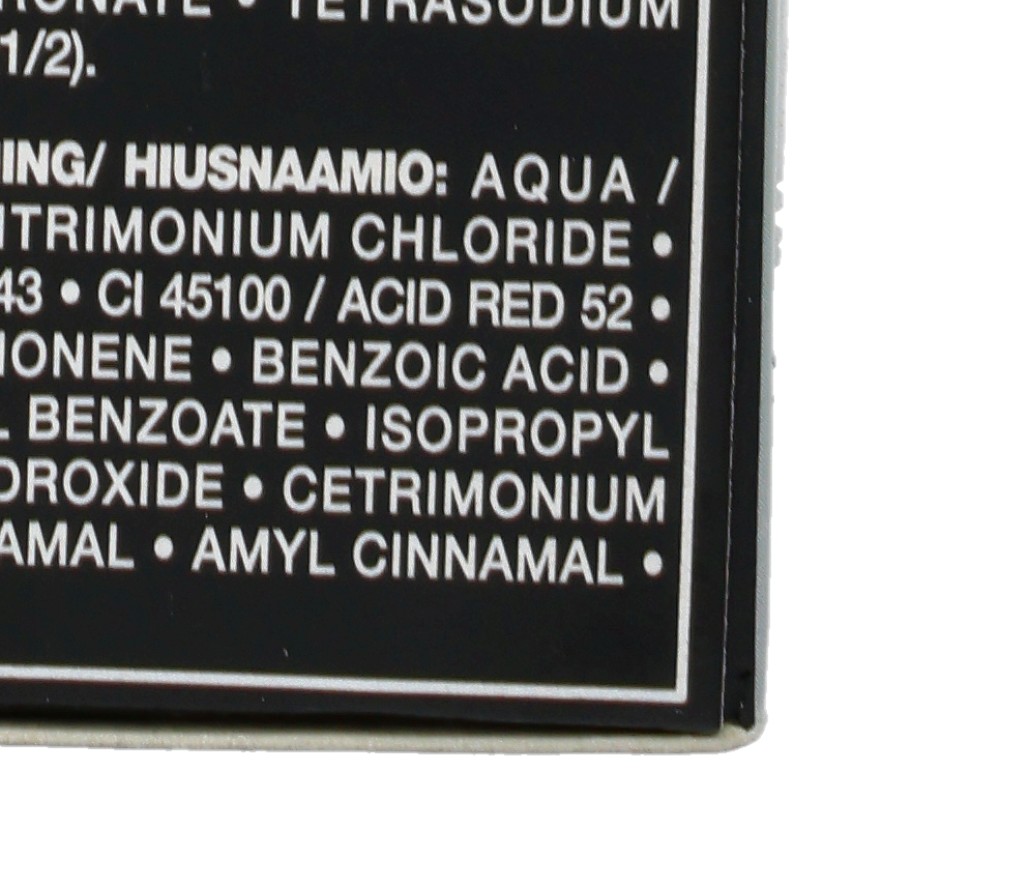 RONATE • TETRASODIUM
1/2).
ING/ HIUSNAAMIO: AQUA /
TRIMONIUM CHLORIDE •
43 • CI 45100 / ACID RED 52 •
ONENE • BENZOIC ACID •
L BENZOATE • ISOPROPYL
DROXIDE • CETRIMONIUM
AMAL • AMYL CINNAMAL •